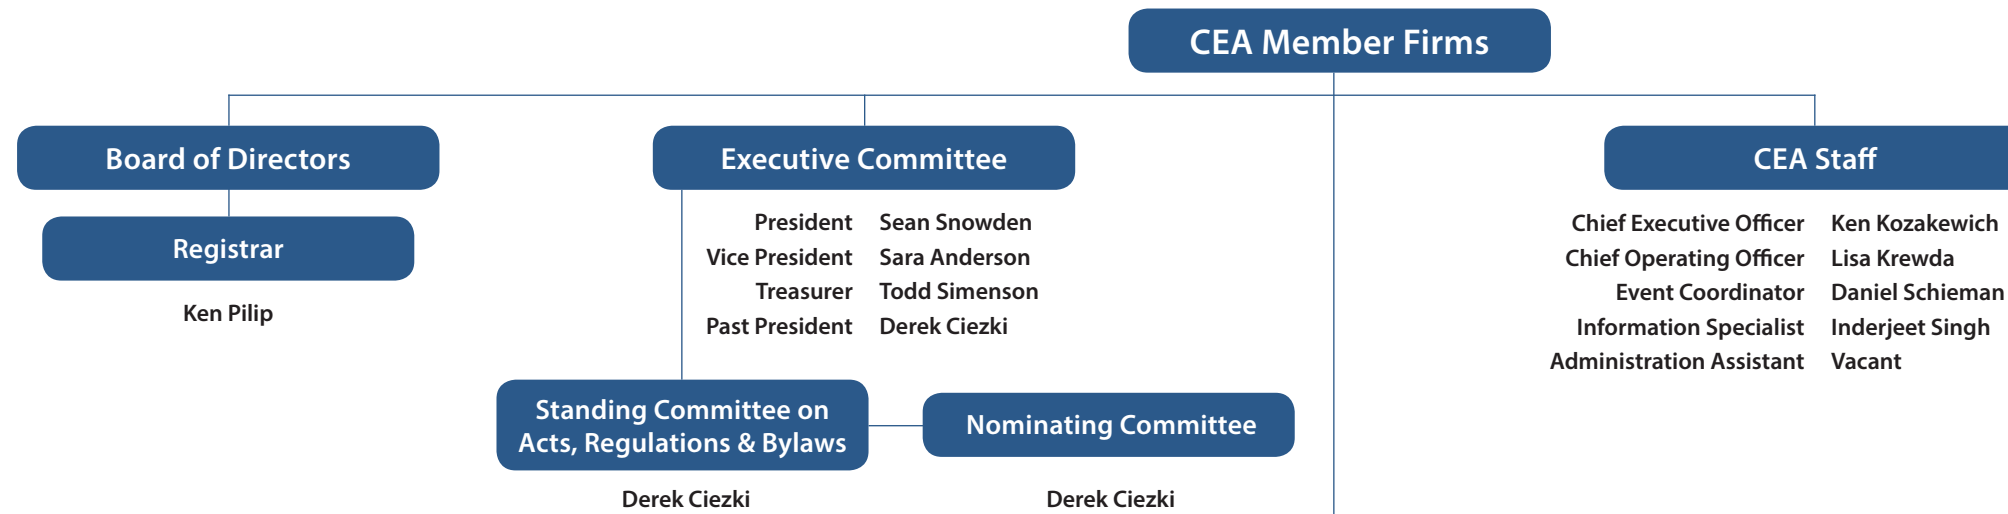 CEA Member Firms
Board of Directors
Registrar
Ken Pilip
Executive Committee
President Sean Snowden
Vice President Sara Anderson
Treasurer Todd Simenson
Past President Derek Ciezki
Standing Committee on
Acts, Regulations & Bylaws
Derek Ciezki
Nominating Committee
Derek Ciezki
CEA Staff
Chief Executive Officer Ken Kozakewich
Chief Operating Officer Lisa Krewda
Event Coordinator Daniel Schieman
Information Specialist Inderjeet Singh
Administration Assistant Vacant